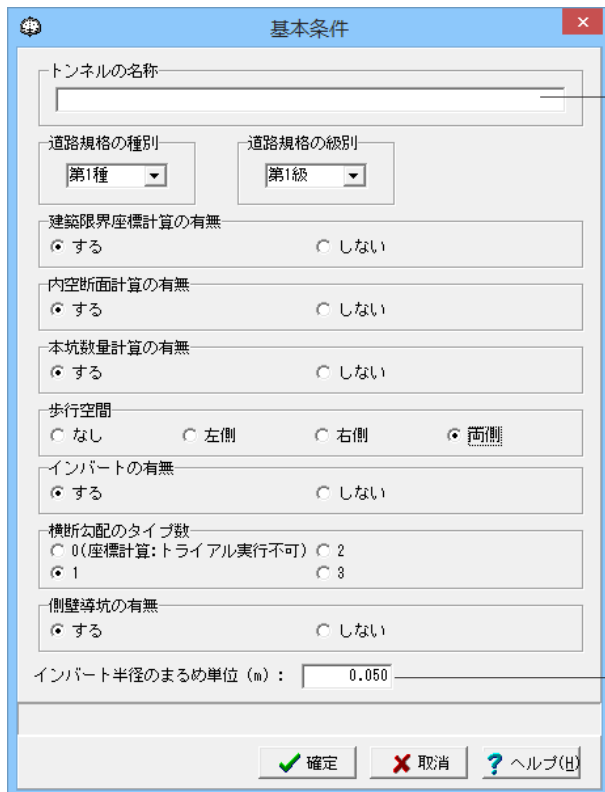 基本条件
トンネルの名称
道路規格の種別 道路規格の級別
第1種 第1級
建築限界座標計算の有無
する しない
内空断面計算の有無
する しない
本坑数量計算の有無
する しない
歩行空間
なし 左側 右側 両側
インバートの有無
する しない
横断勾配のタイプ数
0(座標計算:トライアル実行不可) 2
1 3
側壁導坑の有無
する しない
インバート半径のまるめ単位(m): 0.050
確定 取消 ヘルプ(H)